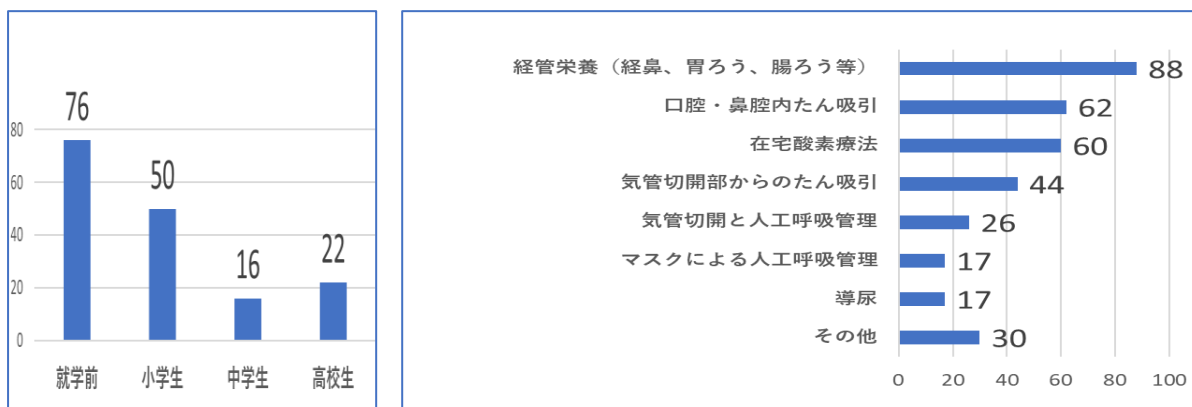 76
50
16
22
80
60
40
20
0
就学前 小学生 中学生 高校生
経管栄養（経鼻、胃ろう、腸ろう等） 88
口腔・鼻腔内たん吸引 62
在宅酸素療法 60
気管切開部からのたん吸引 44
気管切開と人工呼吸管理 26
マスクによる人工呼吸管理 17
導尿 17
その他 30
0 20 40 60 80 100